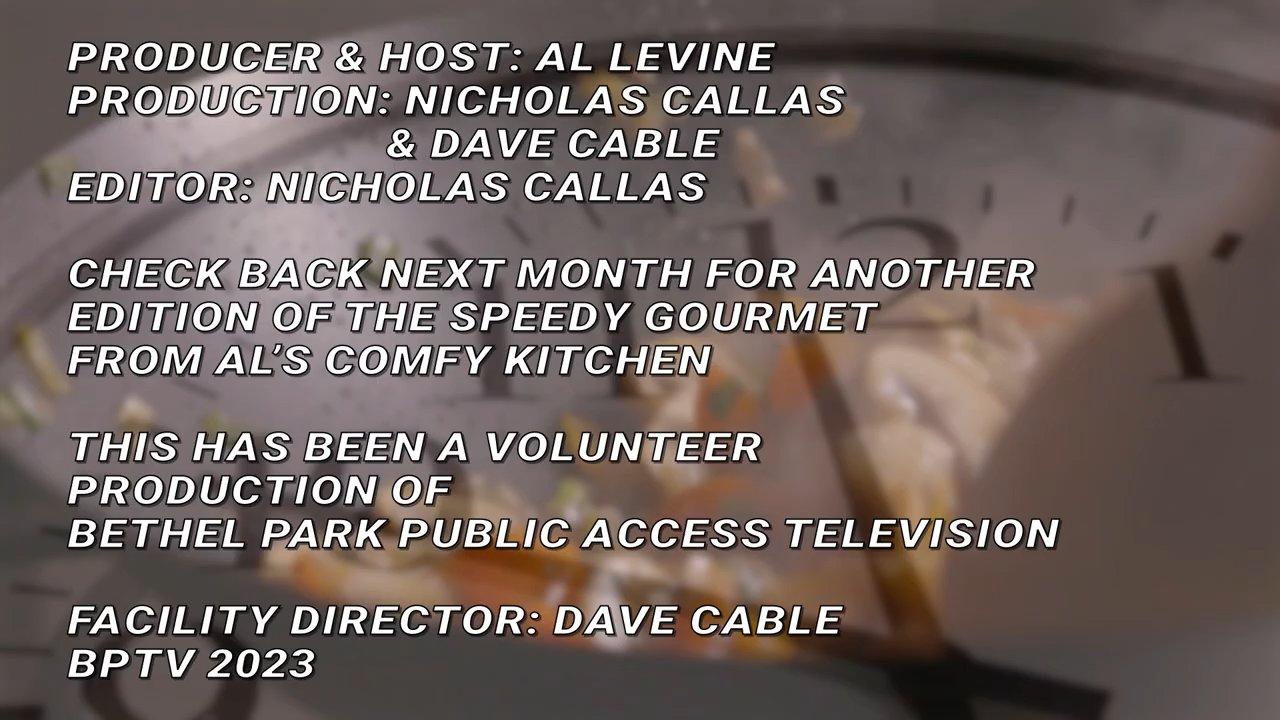 PRODUCER & HOST: AL LEVINE
PRODUCTION: NICHOLAS CALLAS
& DAVE CABLE
EDITOR: NICHOLAS CALLAS
CHECK BACK NEXT MONTH FOR ANOTHER
EDITION OF THE SPEEDY GOURMET
FROM AL'S COMFY KITCHEN
THIS HAS BEEN A VOLUNTEER
PRODUCTION OF
BETHEL PARK PUBLIC ACCESS TELEVISION
FACILITY DIRECTOR: DAVE CABLE
BPTV 2023